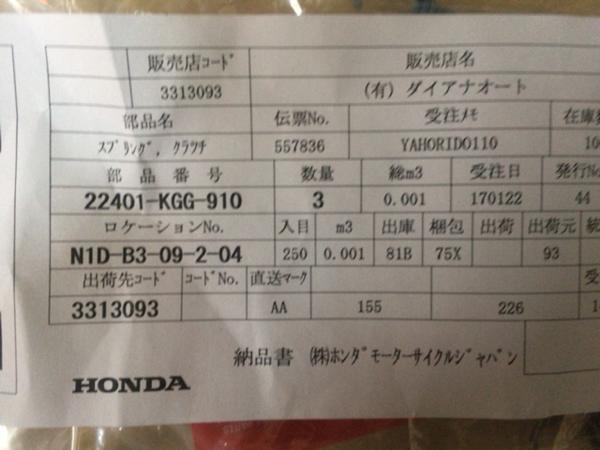 販売店コード 販売店名
3313093 (有) ダイアナオート
部品名 伝票No. 受注メモ 在庫数
スプリング, クラツチ 557836 YAHORIDO110
部品番号 数量 総m3 受注日 発行No
22401-KGG-910 3 0.001 170122 44
ロケーションNo. 入目 m3 出庫 梱包 出荷 出荷元
N1D-B3-09-2-04 250 0.001 81B 75X 93
出荷先コード コードNo. 直送マーク
3313093 AA 155 226
納品書 (株)ホンダモーターサイクルジャパン
HONDA